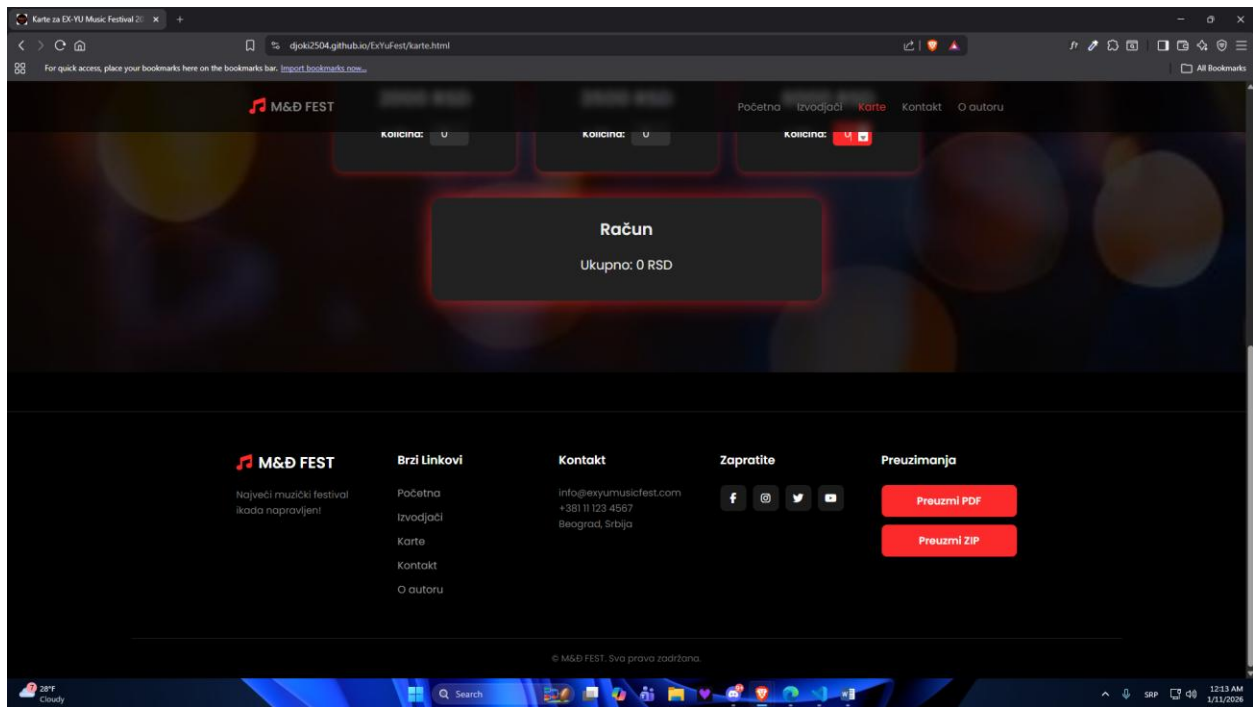 Karte za EX-YU Music Festival 20
djoki2504.github.io/ExYuFest/karte.html
For quick access, place your bookmarks here on the bookmarks bar. Import bookmarks now...
All Bookmarks
M&Đ FEST
Početna Izvodjači Karte Kontakt O autoru
Količina: 0 Količina: 0 Količina: 0
Račun
Ukupno: 0 RSD
M&Đ FEST
Najveći muzički festival
ikada napravljen!
Brzi Linkovi
Početna
Izvodjači
Karte
Kontakt
O autoru
Kontakt
info@exyumusicfest.com
+381 11 123 4567
Beograd, Srbija
Zapratite
Preuzimanja
Preuzmi PDF
Preuzmi ZIP
© M&Đ FEST. Sva prava zadržana.
28°F
Cloudy
Search
SRP
12:13 AM
1/11/2026